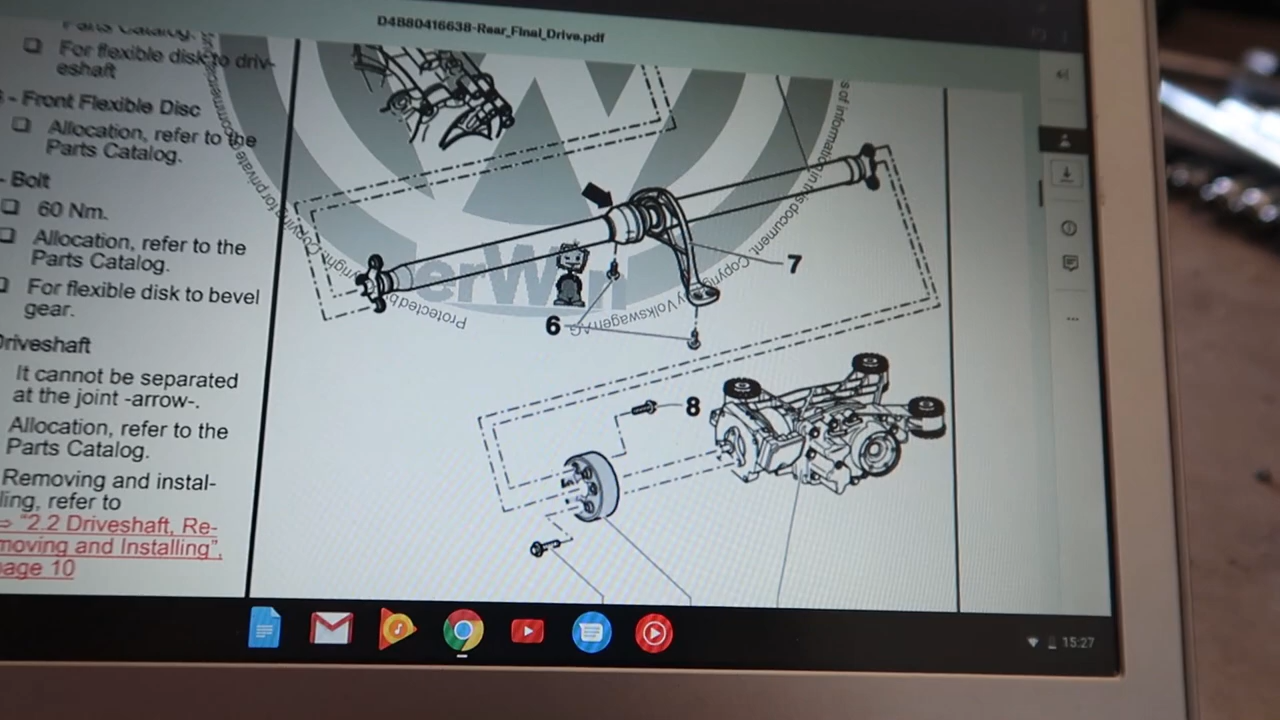 D4B80416638-Rear_Final_Drive.pdf
Parts Catalog.
For flexible disk to driv-
eshaft
- Front Flexible Disc
Allocation, refer to the
Parts Catalog.
- Bolt
60 Nm.
Allocation, refer to the
Parts Catalog.
For flexible disk to bevel
gear.
Driveshaft
It cannot be separated
at the joint -arrow-.
Allocation, refer to the
Parts Catalog.
Removing and instal-
ling, refer to
⇒ "2.2 Driveshaft, Re-
moving and Installing",
page 10
7
6
8
erWin
Protected by
Copyright. Copying for private
s of information in this document. Copyright by Volkswagen AG.
15:27